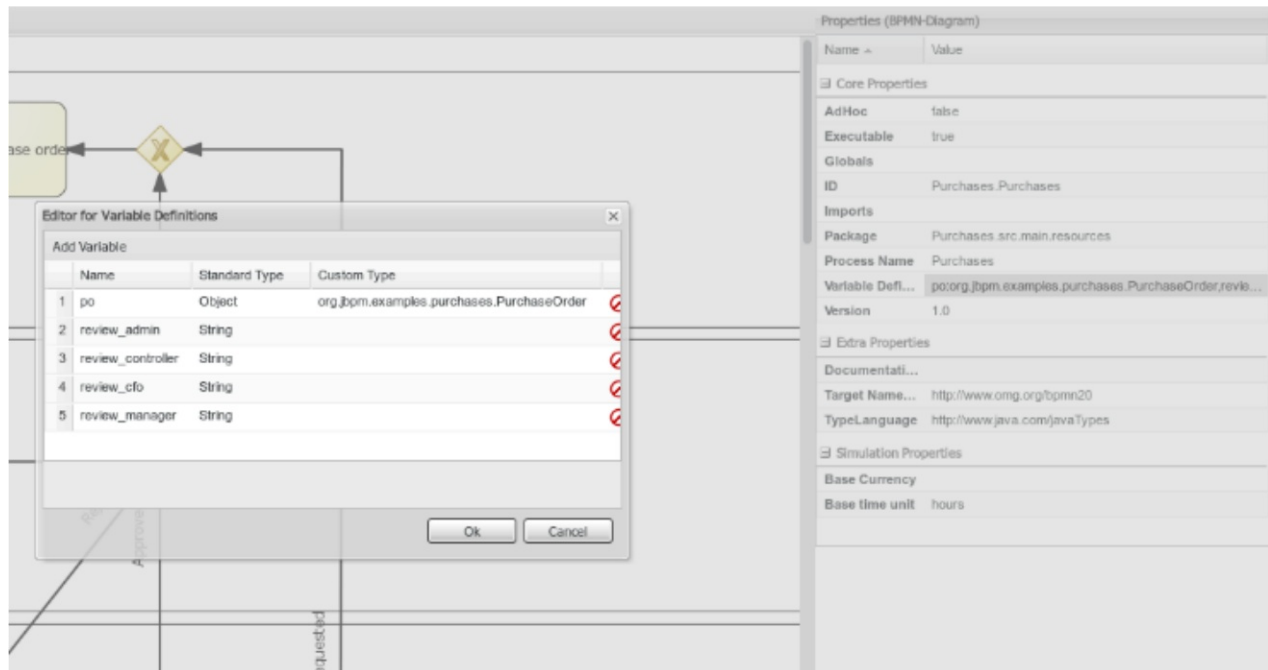 Properties (BPMN-Diagram)
Name Value
Core Properties
AdHoc false
Executable true
Globals
ID Purchases.Purchases
Imports
Package Purchases.src.main.resources
Process Name Purchases
Variable Defi... po:org.jbpm.examples.purchases.PurchaseOrder,revie...
Version 1.0
Extra Properties
Documentati...
Target Name... http://www.omg.org/bpmn20
TypeLanguage http://www.java.com/javaTypes
Simulation Properties
Base Currency
Base time unit hours
ase order
X
Editor for Variable Definitions
Add Variable
Name Standard Type Custom Type
1 po Object org.jbpm.examples.purchases.PurchaseOrder
2 review_admin String
3 review_controller String
4 review_cfo String
5 review_manager String
Ok Cancel
Approve
quested